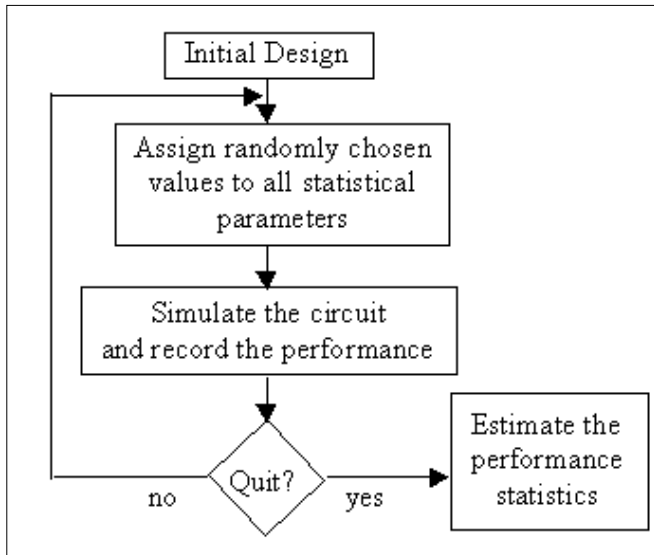 Initial Design
Assign randomly chosen
values to all statistical
parameters
Simulate the circuit
and record the performance
Quit?
no
yes
Estimate the
performance
statistics